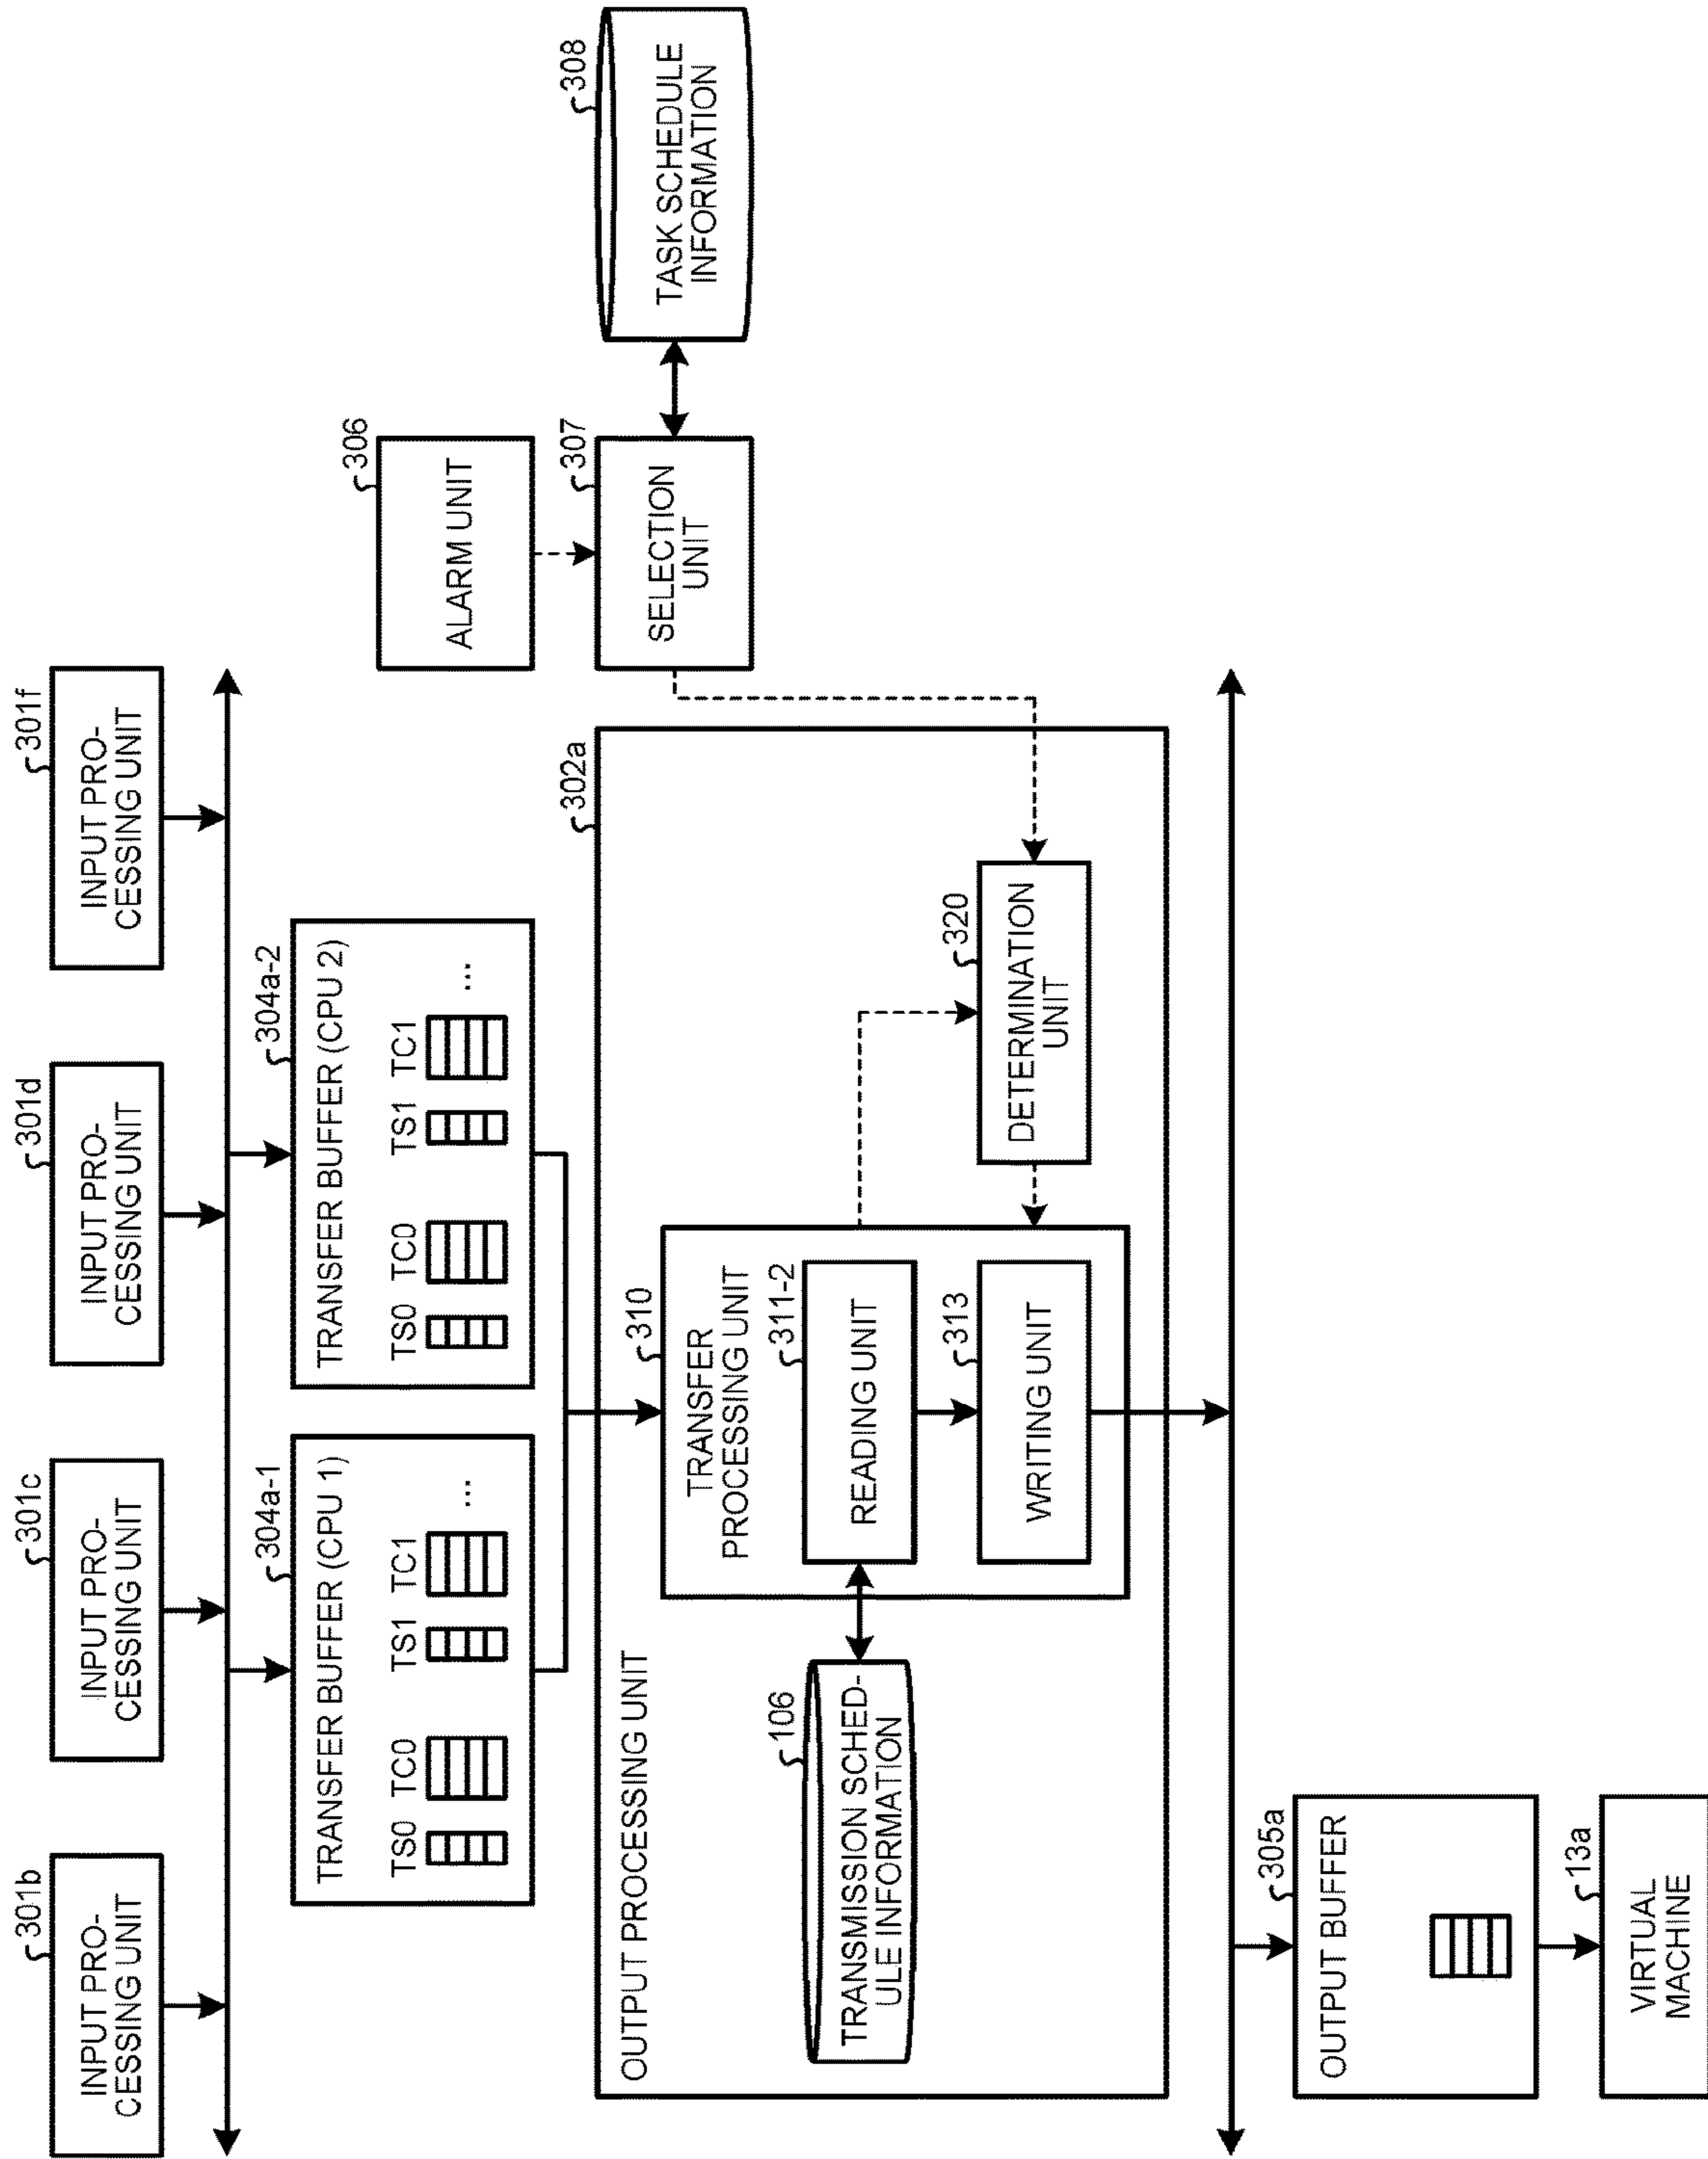 301b
INPUT PRO-
CESSING UNIT
301c
INPUT PRO-
CESSING UNIT
301d
INPUT PRO-
CESSING UNIT
301f
INPUT PRO-
CESSING UNIT
304a-1
TRANSFER BUFFER (CPU 1)
TS0 TC0 TS1 TC1 ...
304a-2
TRANSFER BUFFER (CPU 2)
TS0 TC0 TS1 TC1 ...
306
ALARM UNIT
307
SELECTION
UNIT
308
TASK SCHEDULE
INFORMATION
302a
OUTPUT PROCESSING UNIT
310
TRANSFER
PROCESSING UNIT
106
TRANSMISSION SCHED-
ULE INFORMATION
311-2
READING UNIT
313
WRITING UNIT
320
DETERMINATION
UNIT
305a
OUTPUT BUFFER
13a
VIRTUAL
MACHINE